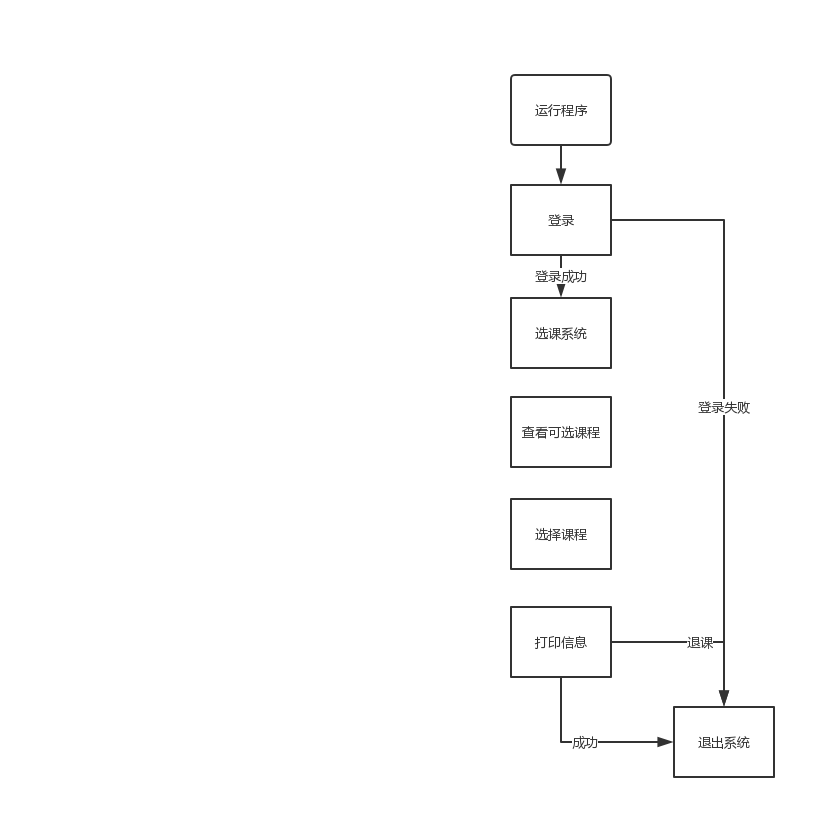 运行程序
登录
登录成功
选课系统
登录失败
查看可选课程
选择课程
打印信息
退课
成功
退出系统